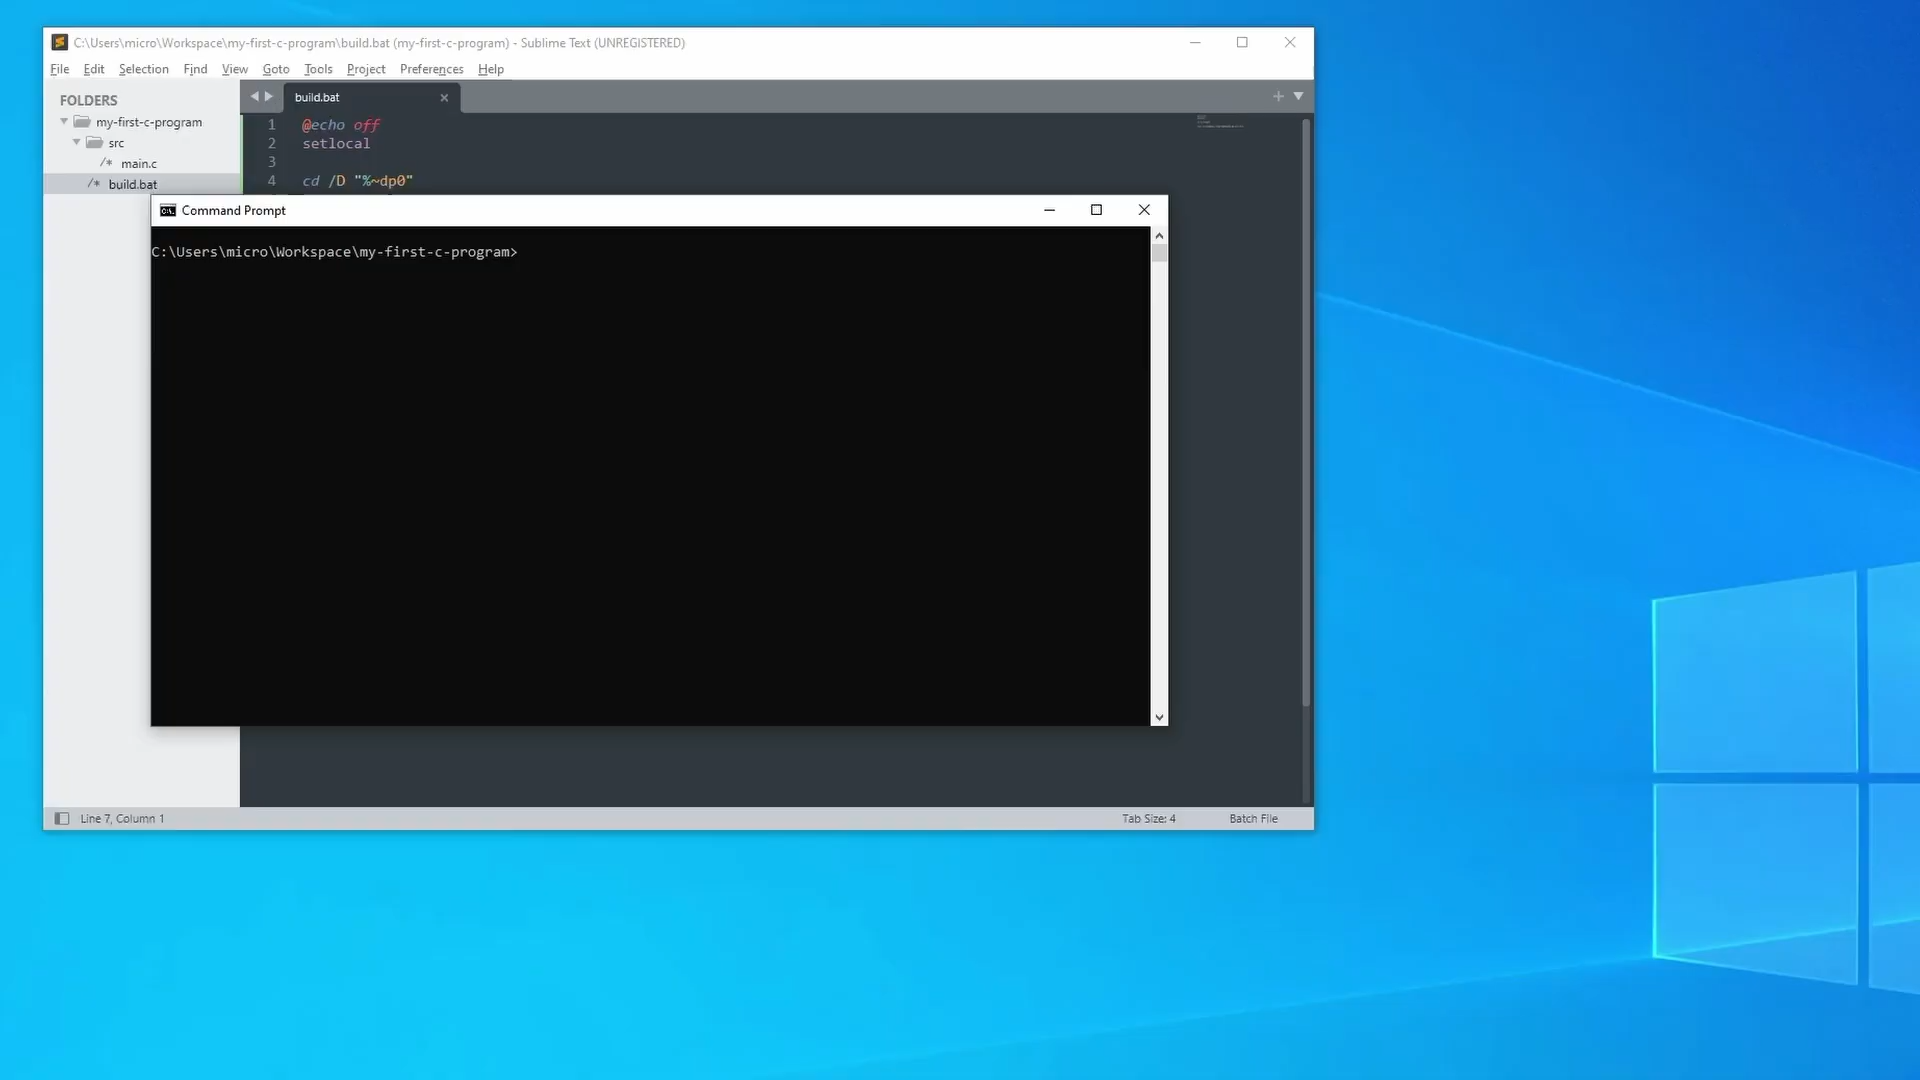 C:\Users\micro\Workspace\my-first-c-program\build.bat (my-first-c-program) - Sublime Text (UNREGISTERED)
File Edit Selection Find View Goto Tools Project Preferences Help
FOLDERS
my-first-c-program
src
/* main.c
/* build.bat
build.bat
1 @echo off
2 setlocal
3
4 cd /D "%~dp0"
Command Prompt
C:\Users\micro\Workspace\my-first-c-program>
Line 7, Column 1
Tab Size: 4
Batch File